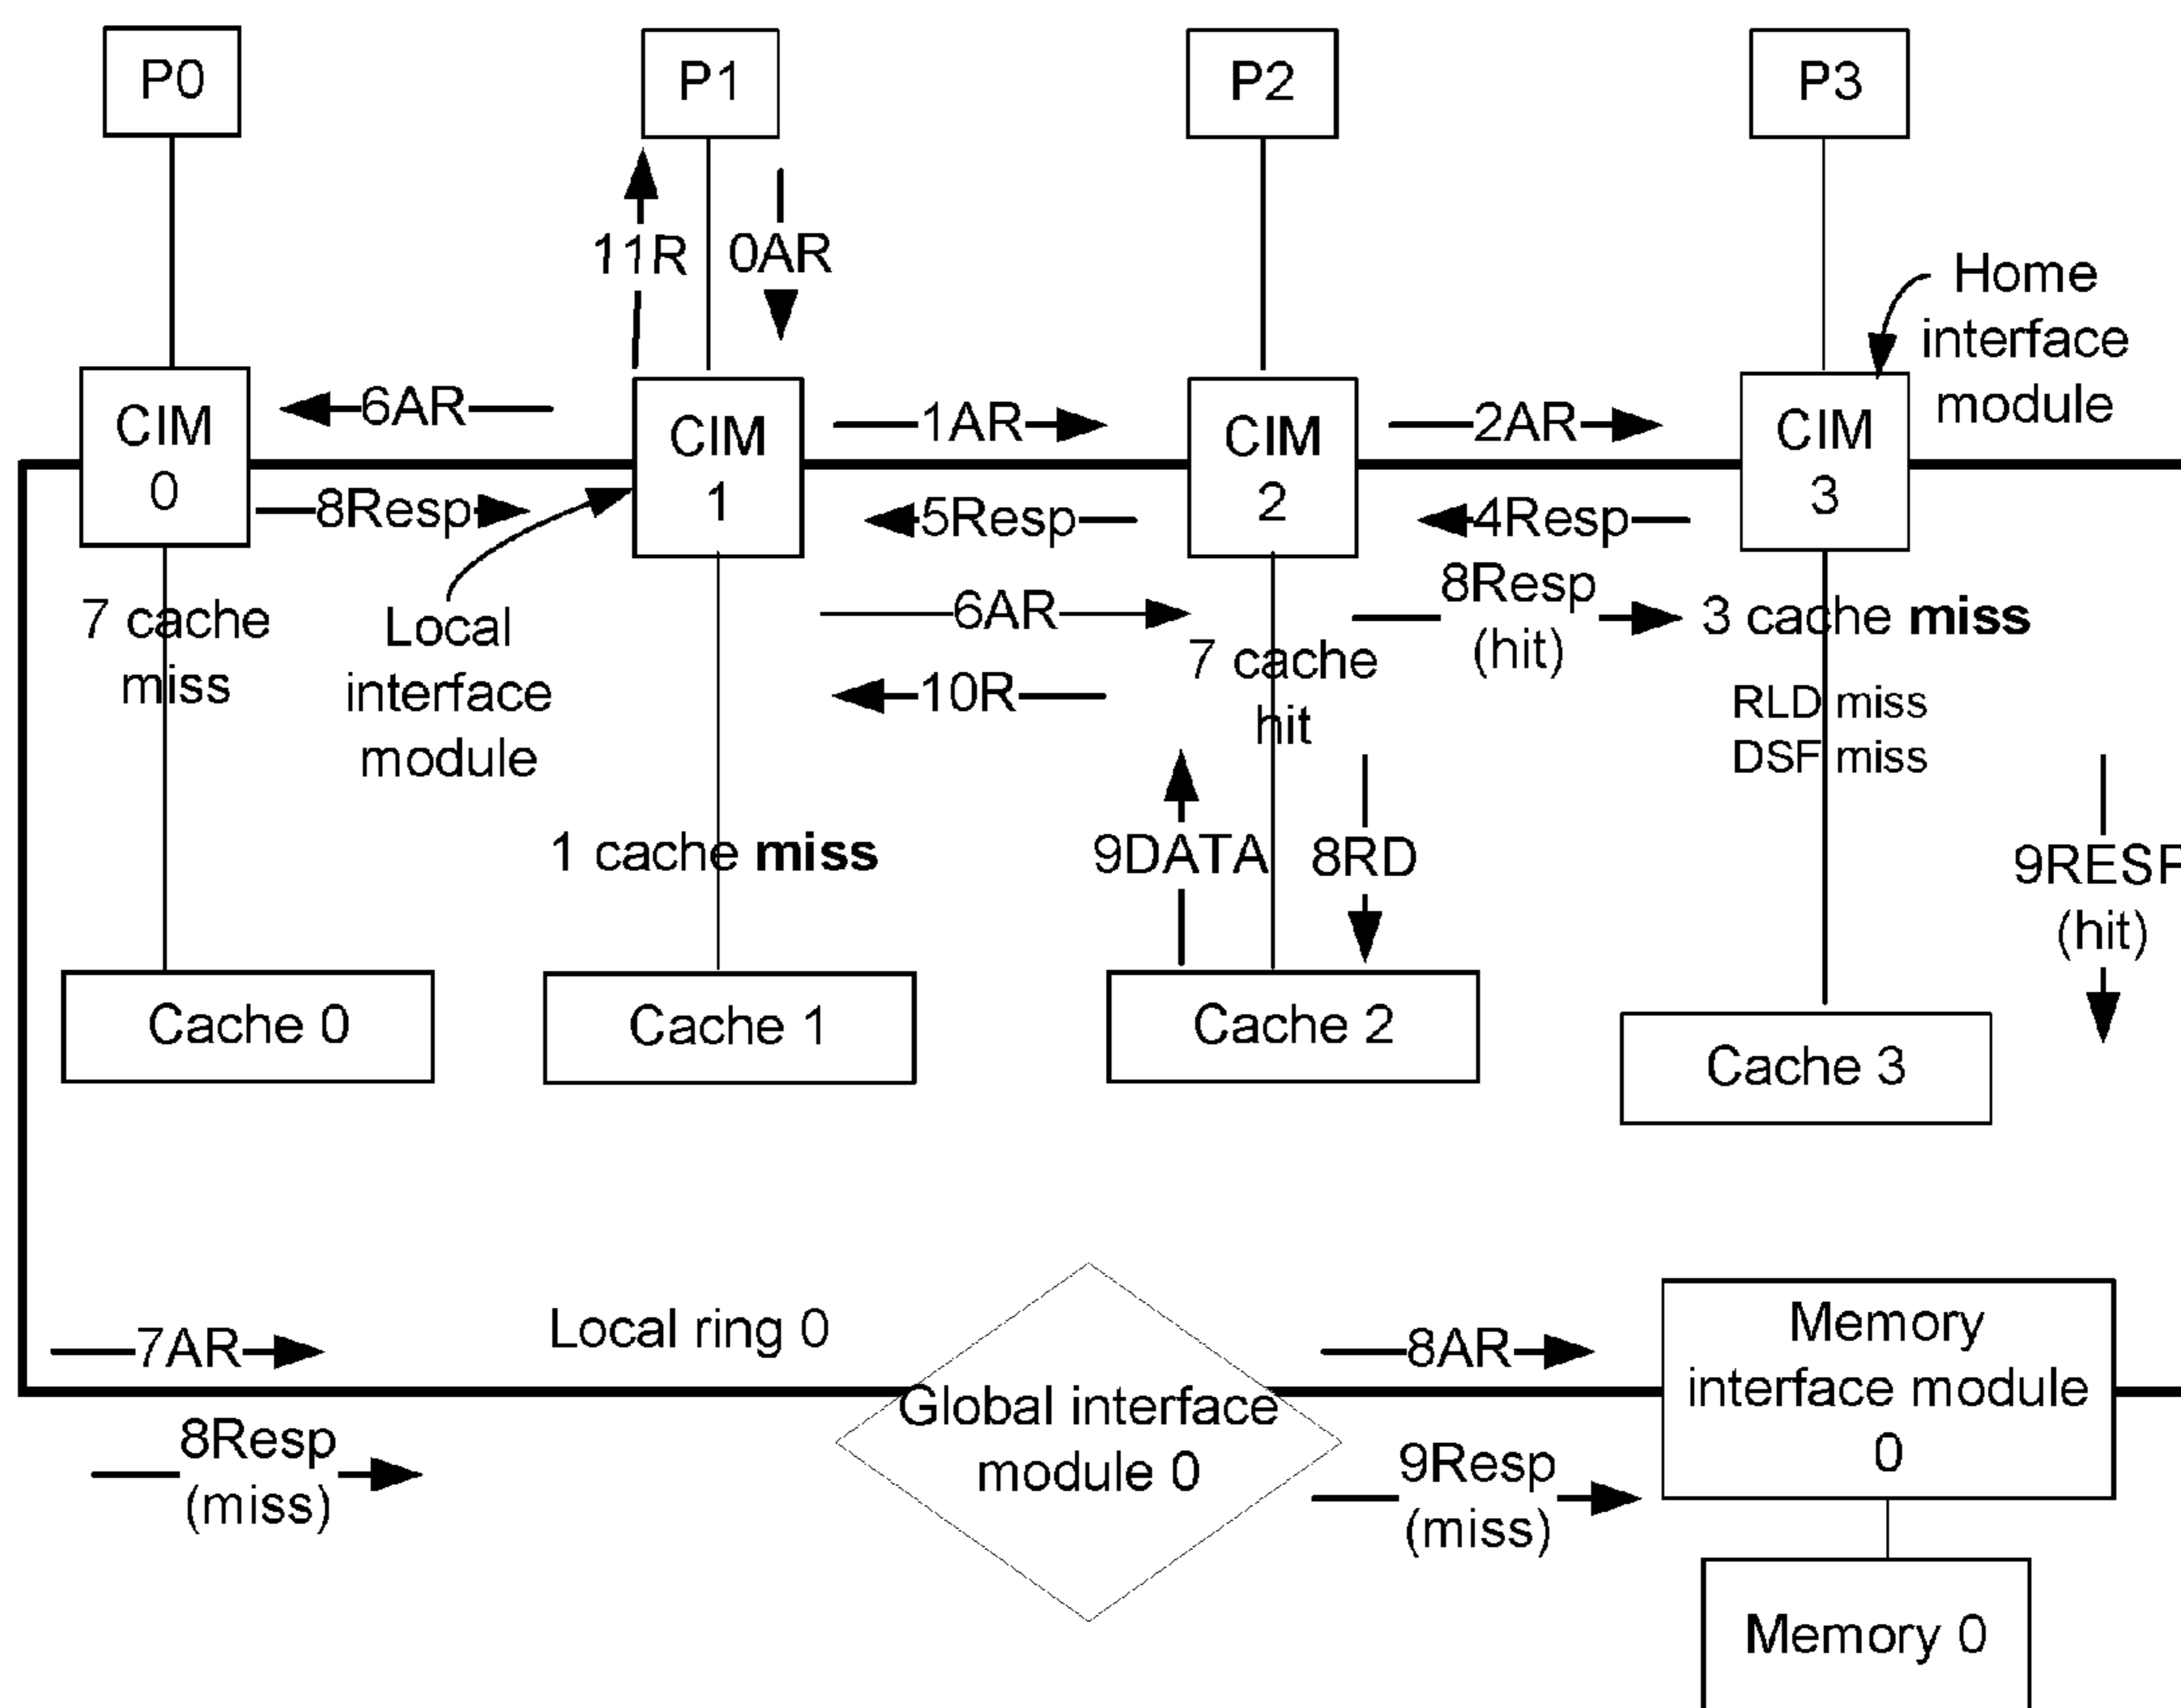 P0
P1
P2
P3
11R
0AR
Home
interface
module
CIM
0
6AR
CIM
1
1AR
CIM
2
2AR
CIM
3
8Resp
5Resp
4Resp
7 cache
miss
Local
interface
module
6AR
10R
7 cache
hit
8Resp
(hit)
3 cache miss
RLD miss
DSF miss
1 cache miss
9DATA
8RD
9RESP
(hit)
Cache 0
Cache 1
Cache 2
Cache 3
7AR
Local ring 0
8Resp
(miss)
Global interface
module 0
8AR
9Resp
(miss)
Memory
interface module
0
Memory 0